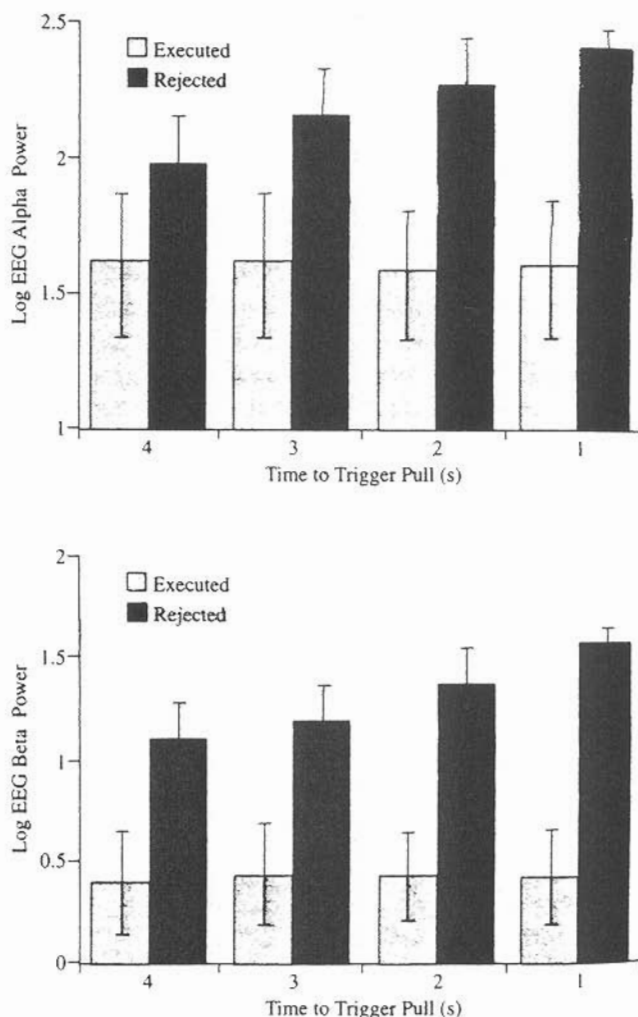 2.5
Executed
Rejected
2
1.5
1
Log EEG Alpha Power
4 3 2 1
Time to Trigger Pull (s)
2
Executed
Rejected
1.5
1
0.5
0
Log EEG Beta Power
4 3 2 1
Time to Trigger Pull (s)